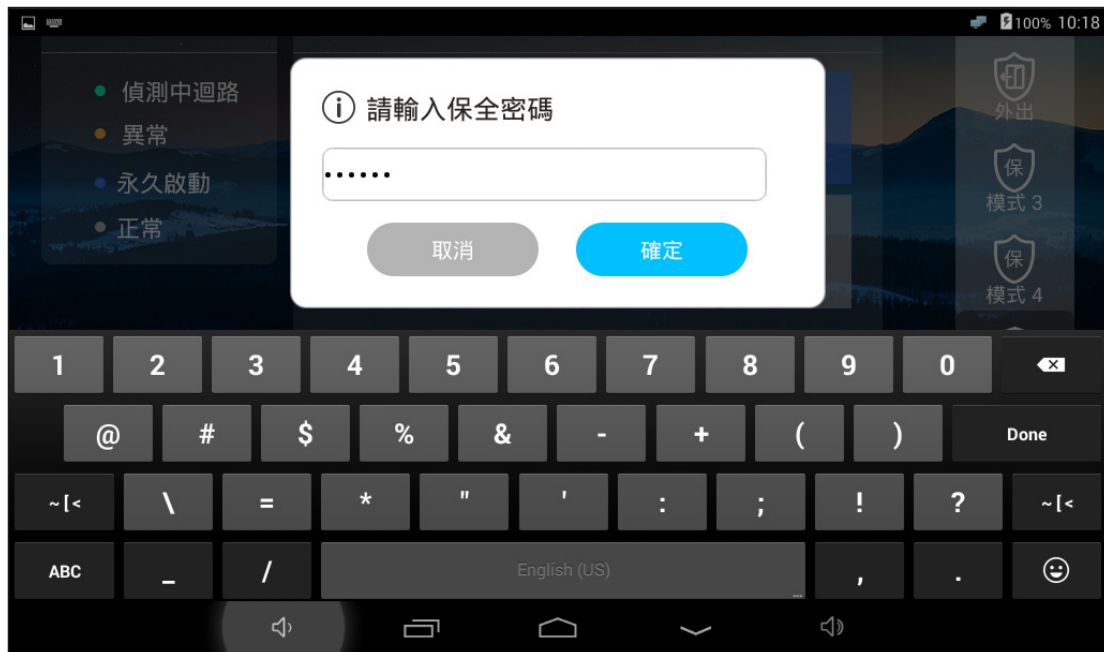 100% 10:18
偵測中迴路
異常
永久啟動
正常
請輸入保全密碼
••••••
取消 確定
外出
保
模式 3
保
模式 4
1 2 3 4 5 6 7 8 9 0
@ # $ % & - + ( ) Done
~ [ < \ = * " ' : ; ! ? ~ [ <
ABC _ / English (US) , .